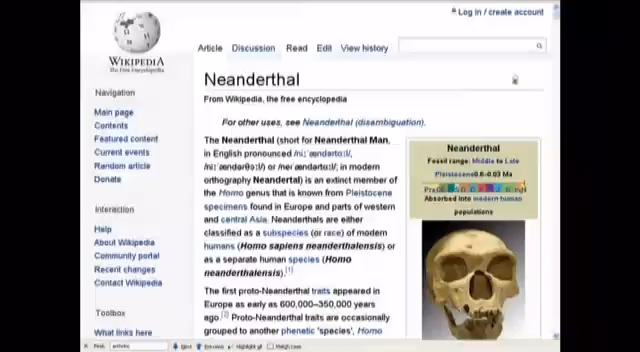 Log in / create account
WIKIPEDIA
The Free Encyclopedia
Article Discussion Read Edit View history
Neanderthal
From Wikipedia, the free encyclopedia
For other uses, see Neanderthal (disambiguation).
Navigation
Main page
Contents
Featured content
Current events
Random article
Donate
Interaction
Help
About Wikipedia
Community portal
Recent changes
Contact Wikipedia
Toolbox
What links here
The Neanderthal (short for Neanderthal Man,
in English pronounced
in modern
orthography Neandertal) is an extinct member of
the Homo genus that is known from Pleistocene
specimens found in Europe and parts of western
and central Asia. Neanderthals are either
classified as a subspecies (or race) of modern
humans (Homo sapiens neanderthalensis) or
as a separate human species (Homo
neanderthalensis).[1]
The first proto-Neanderthal traits appeared in
Europe as early as 600,000–350,000 years
ago.[2] Proto-Neanderthal traits are occasionally
grouped to another phenetic 'species', Homo
Neanderthal
Fossil range: Middle to Late
Pleistocene 0.6–0.03 Ma
Absorbed into modern human
populations